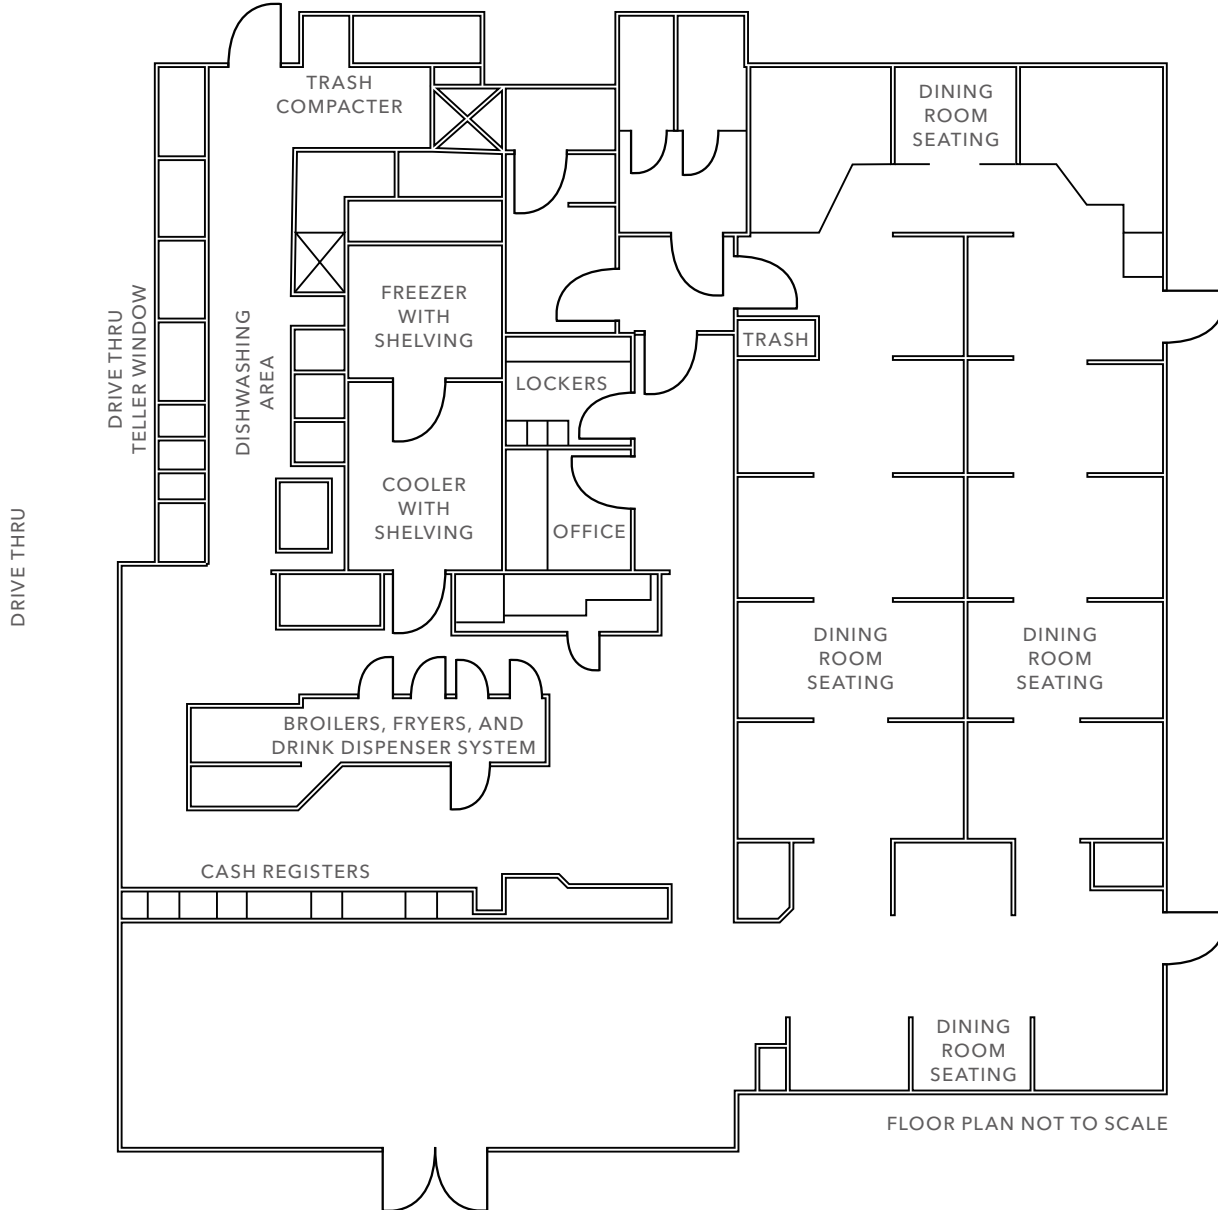 TRASH
COMPACTER
DINING
ROOM
SEATING
DRIVE THRU
TELLER WINDOW
DISHWASHING
AREA
FREEZER
WITH
SHELVING
TRASH
LOCKERS
COOLER
WITH
SHELVING
OFFICE
DRIVE THRU
DINING
ROOM
SEATING
DINING
ROOM
SEATING
BROILERS, FRYERS, AND
DRINK DISPENSER SYSTEM
CASH REGISTERS
DINING
ROOM
SEATING
FLOOR PLAN NOT TO SCALE